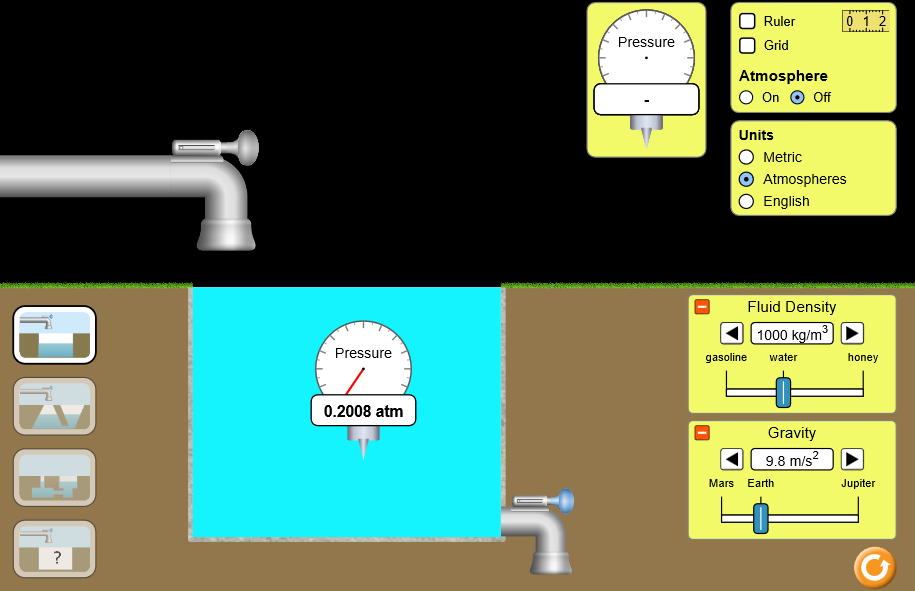 Pressure
-
Ruler
0 1 2
Grid
Atmosphere
On Off
Units
Metric
Atmospheres
English
Pressure
0.2008 atm
Fluid Density
1000 kg/m³
gasoline water honey
Gravity
9.8 m/s²
Mars Earth Jupiter
?